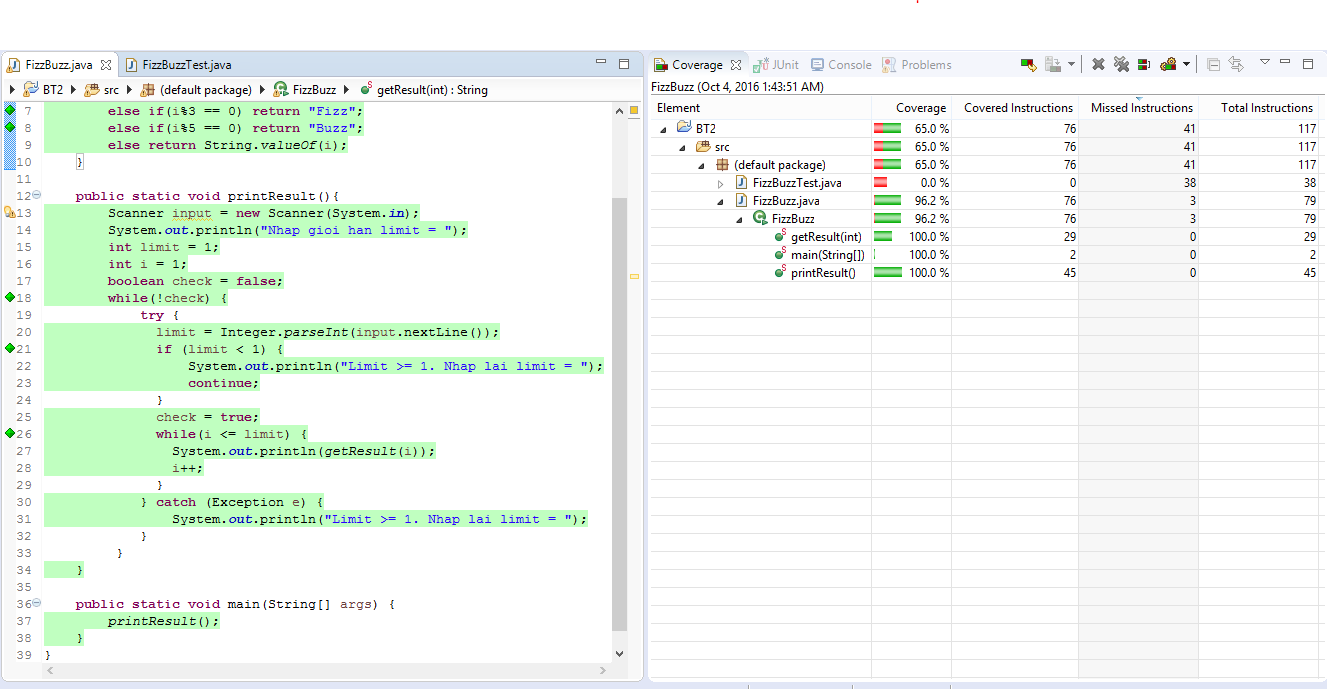 FizzBuzz.java FizzBuzzTest.java
BT2 src (default package) FizzBuzz getResult(int) : String
7 else if(i%3 == 0) return "Fizz";
8 else if(i%5 == 0) return "Buzz";
9 else return String.valueOf(i);
10 }
11
12 public static void printResult(){
13 Scanner input = new Scanner(System.in);
14 System.out.println("Nhap gioi han limit = ");
15 int limit = 1;
16 int i = 1;
17 boolean check = false;
18 while(!check) {
19 try {
20 limit = Integer.parseInt(input.nextLine());
21 if (limit < 1) {
22 System.out.println("Limit >= 1. Nhap lai limit = ");
23 continue;
24 }
25 check = true;
26 while(i <= limit) {
27 System.out.println(getResult(i));
28 i++;
29 }
30 } catch (Exception e) {
31 System.out.println("Limit >= 1. Nhap lai limit = ");
32 }
33 }
34 }
35
36 public static void main(String[] args) {
37 printResult();
38 }
39 }
Coverage JUnit Console Problems
FizzBuzz (Oct 4, 2016 1:43:51 AM)
Element Coverage Covered Instructions Missed Instructions Total Instructions
BT2 65.0 % 76 41 117
src 65.0 % 76 41 117
(default package) 65.0 % 76 41 117
FizzBuzzTest.java 0.0 % 0 38 38
FizzBuzz.java 96.2 % 76 3 79
FizzBuzz 96.2 % 76 3 79
getResult(int) 100.0 % 29 0 29
main(String[]) 100.0 % 2 0 2
printResult() 100.0 % 45 0 45